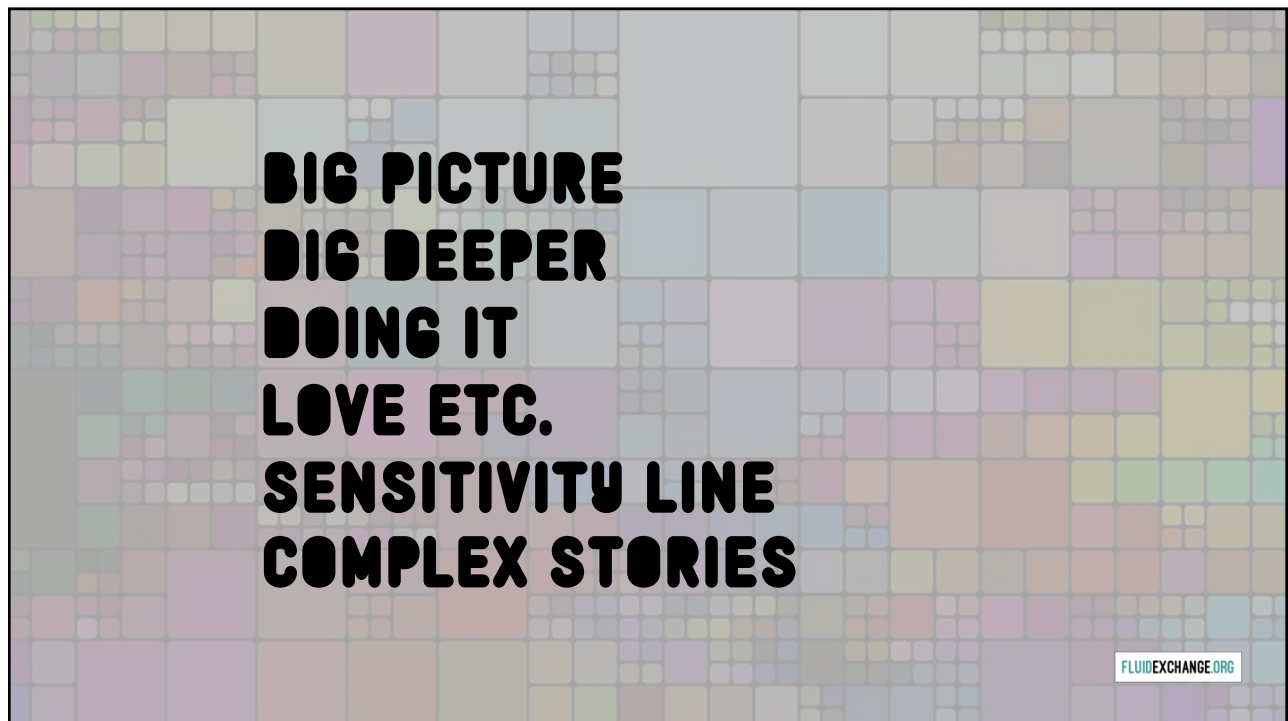 BIG PICTURE
DIG DEEPER
DOING IT
LOVE ETC.
SENSITIVITY LINE
COMPLEX STORIES
FLUIDEXCHANGE.ORG